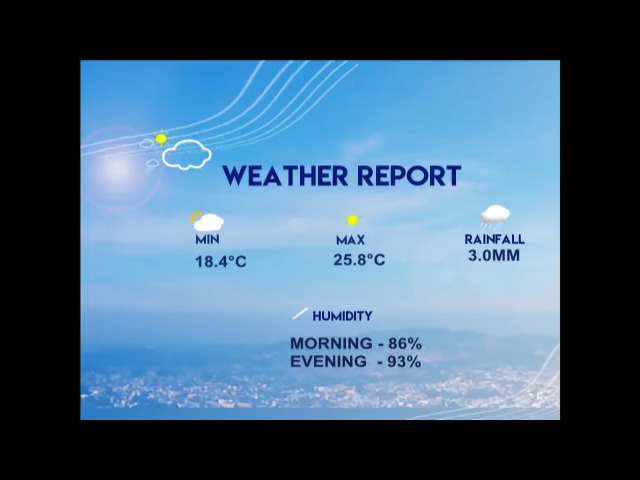 WEATHER REPORT
MIN
MAX
RAINFALL
18.4°C
25.8°C
3.0MM
HUMIDITY
MORNING - 86%
EVENING - 93%